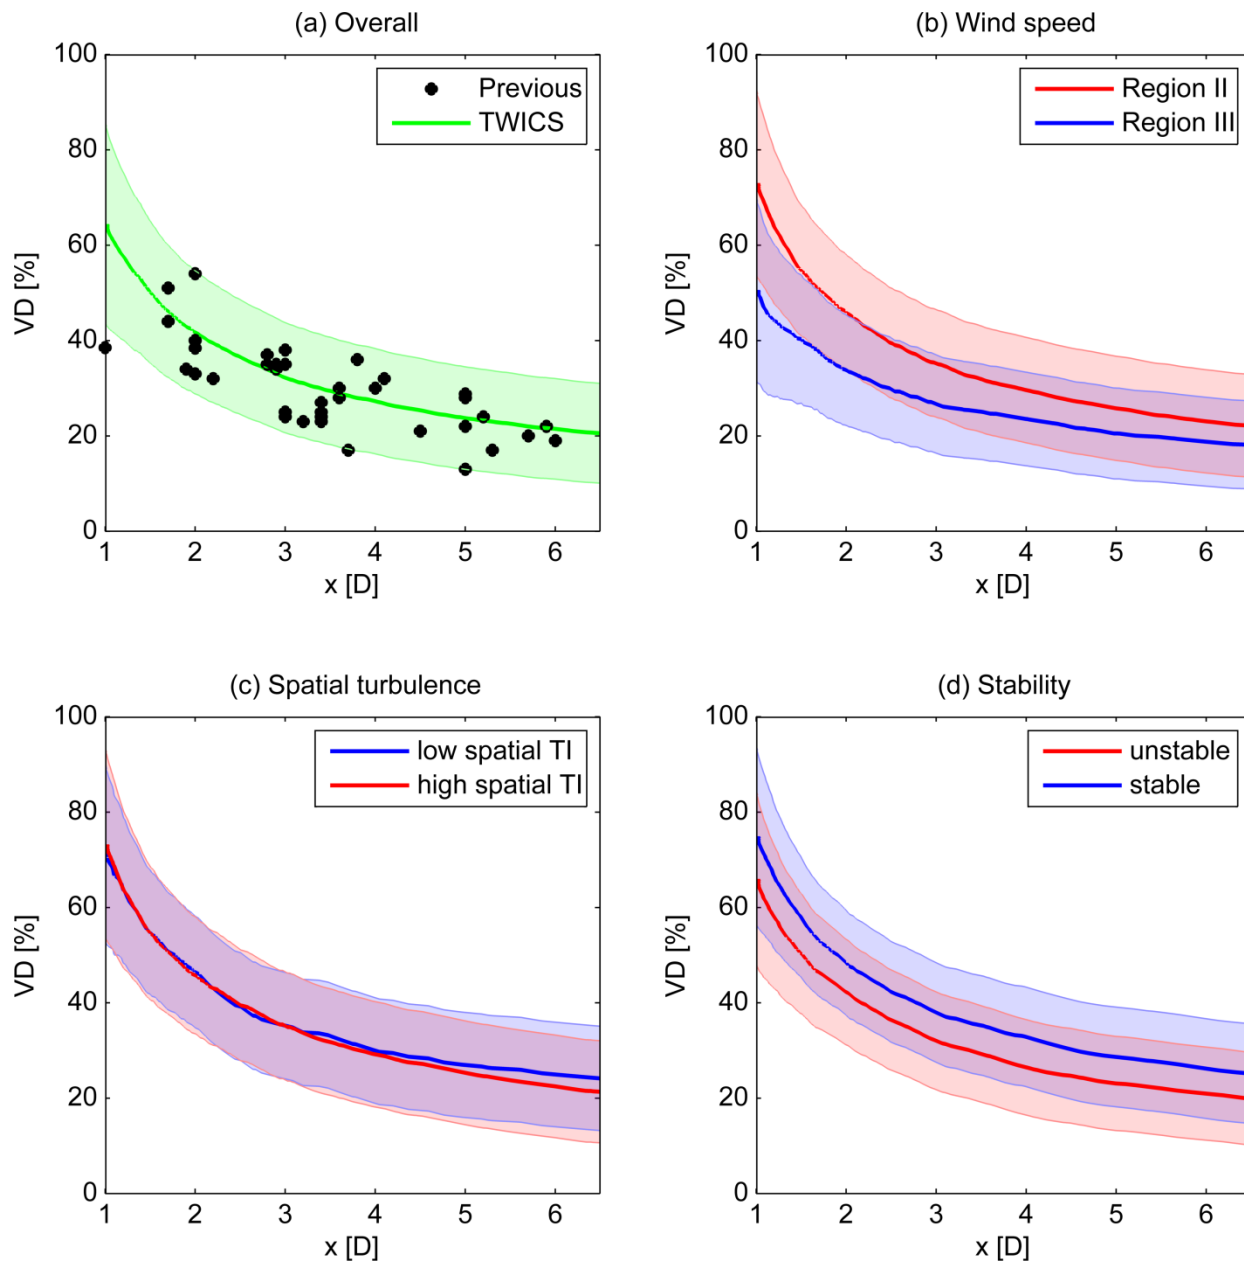 (a) Overall
100
80
60
40
20
0
VD [%]
Previous
TWICS
1 2 3 4 5 6
x [D]
(b) Wind speed
100
80
60
40
20
0
VD [%]
Region II
Region III
1 2 3 4 5 6
x [D]
(c) Spatial turbulence
100
80
60
40
20
0
VD [%]
low spatial TI
high spatial TI
1 2 3 4 5 6
x [D]
(d) Stability
100
80
60
40
20
0
VD [%]
unstable
stable
1 2 3 4 5 6
x [D]